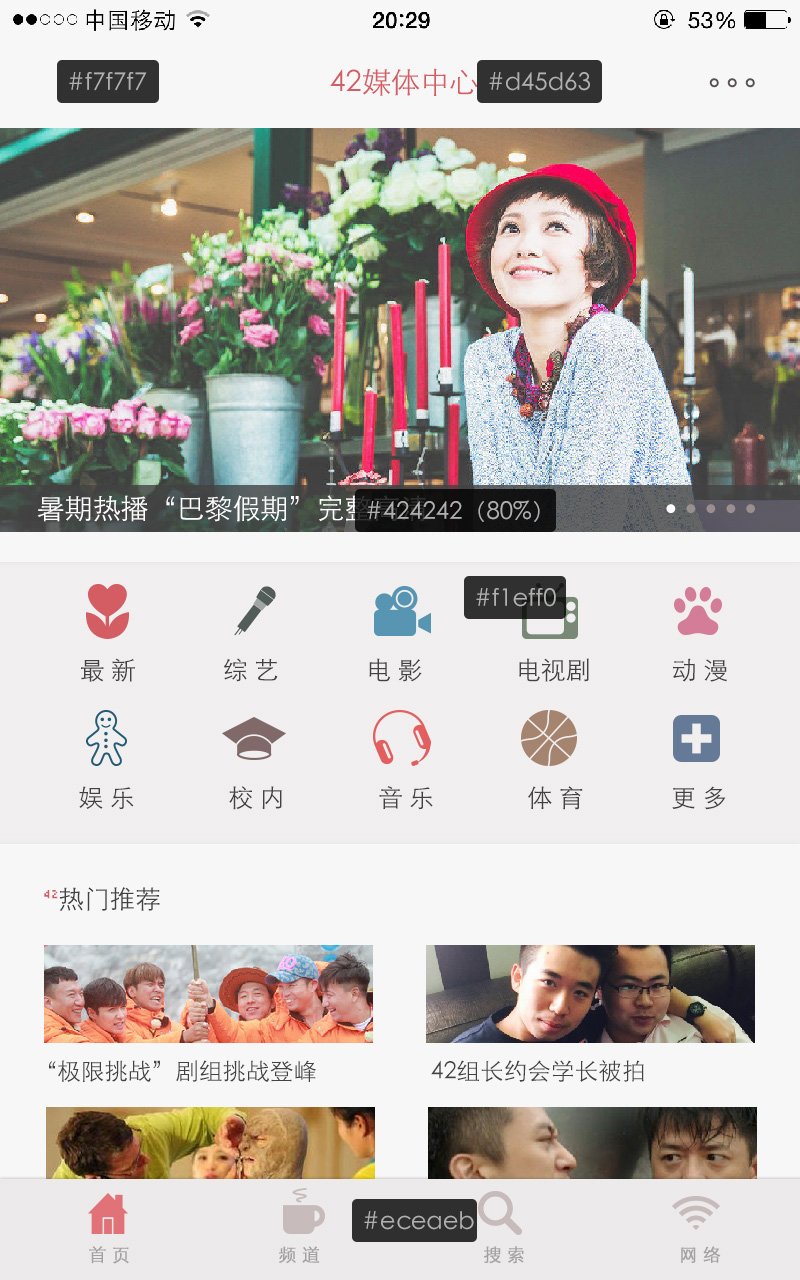 中国移动 20:29 53%
#f7f7f7 42媒体中心 #d45d63
暑期热播“巴黎假期”完 #424242 (80%)
#f1eff0
最新 综艺 电影 电视剧 动漫
娱乐 校内 音乐 体育 更多
42热门推荐
“极限挑战”剧组挑战登峰 42组长约会学长被拍
#eceaeb
首页 频道 搜索 网络